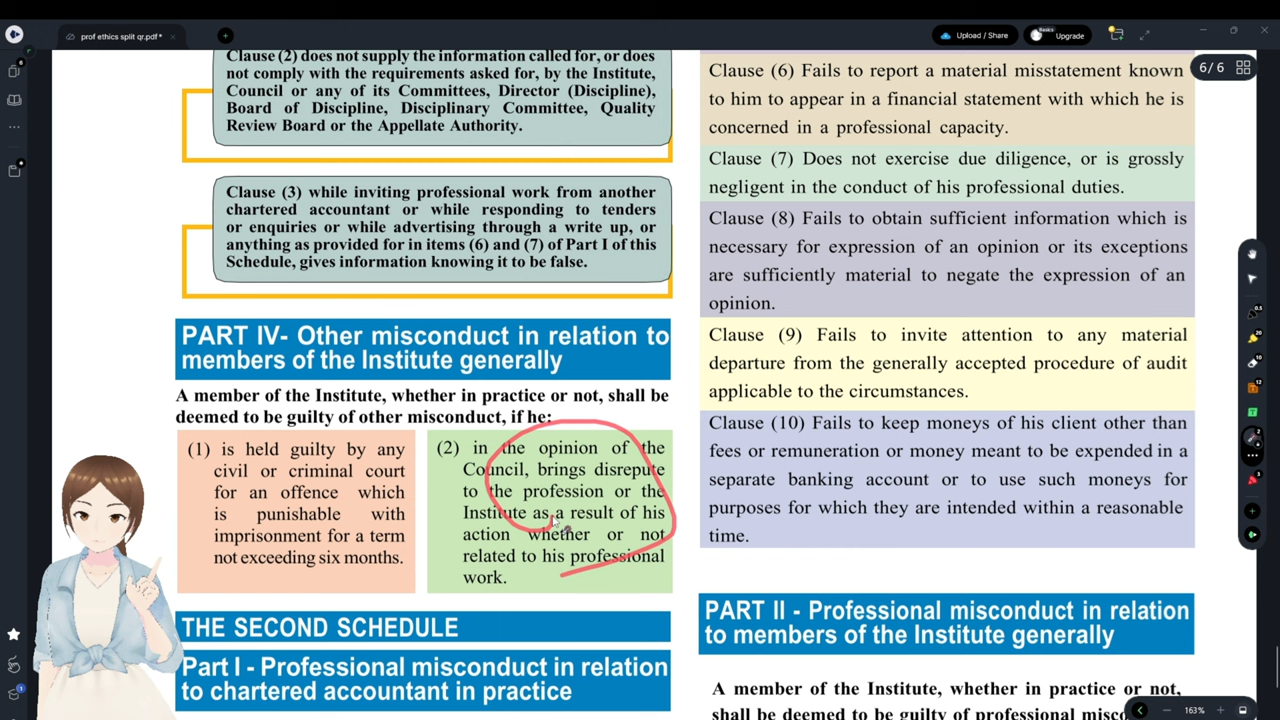 prof ethics split qr.pdf*
Upload / Share
Basics
Upgrade
6/6
Clause (2) does not supply the information called for, or does
not comply with the requirements asked for, by the Institute,
Council or any of its Committees, Director (Discipline),
Board of Discipline, Disciplinary Committee, Quality
Review Board or the Appellate Authority.
Clause (3) while inviting professional work from another
chartered accountant or while responding to tenders
or enquiries or while advertising through a write up, or
anything as provided for in items (6) and (7) of Part I of this
Schedule, gives information knowing it to be false.
PART IV- Other misconduct in relation to
members of the Institute generally
A member of the Institute, whether in practice or not, shall be
deemed to be guilty of other misconduct, if he:
(1) is held guilty by any
civil or criminal court
for an offence which
is punishable with
imprisonment for a term
not exceeding six months.
(2) in the opinion of the
Council, brings disrepute
to the profession or the
Institute as a result of his
action whether or not
related to his professional
work.
THE SECOND SCHEDULE
Part I - Professional misconduct in relation
to chartered accountant in practice
Clause (6) Fails to report a material misstatement known
to him to appear in a financial statement with which he is
concerned in a professional capacity.
Clause (7) Does not exercise due diligence, or is grossly
negligent in the conduct of his professional duties.
Clause (8) Fails to obtain sufficient information which is
necessary for expression of an opinion or its exceptions
are sufficiently material to negate the expression of an
opinion.
Clause (9) Fails to invite attention to any material
departure from the generally accepted procedure of audit
applicable to the circumstances.
Clause (10) Fails to keep moneys of his client other than
fees or remuneration or money meant to be expended in a
separate banking account or to use such moneys for
purposes for which they are intended within a reasonable
time.
PART II - Professional misconduct in relation
to members of the Institute generally
A member of the Institute, whether in practice or not,
shall be deemed to be guilty of professional misco
163%